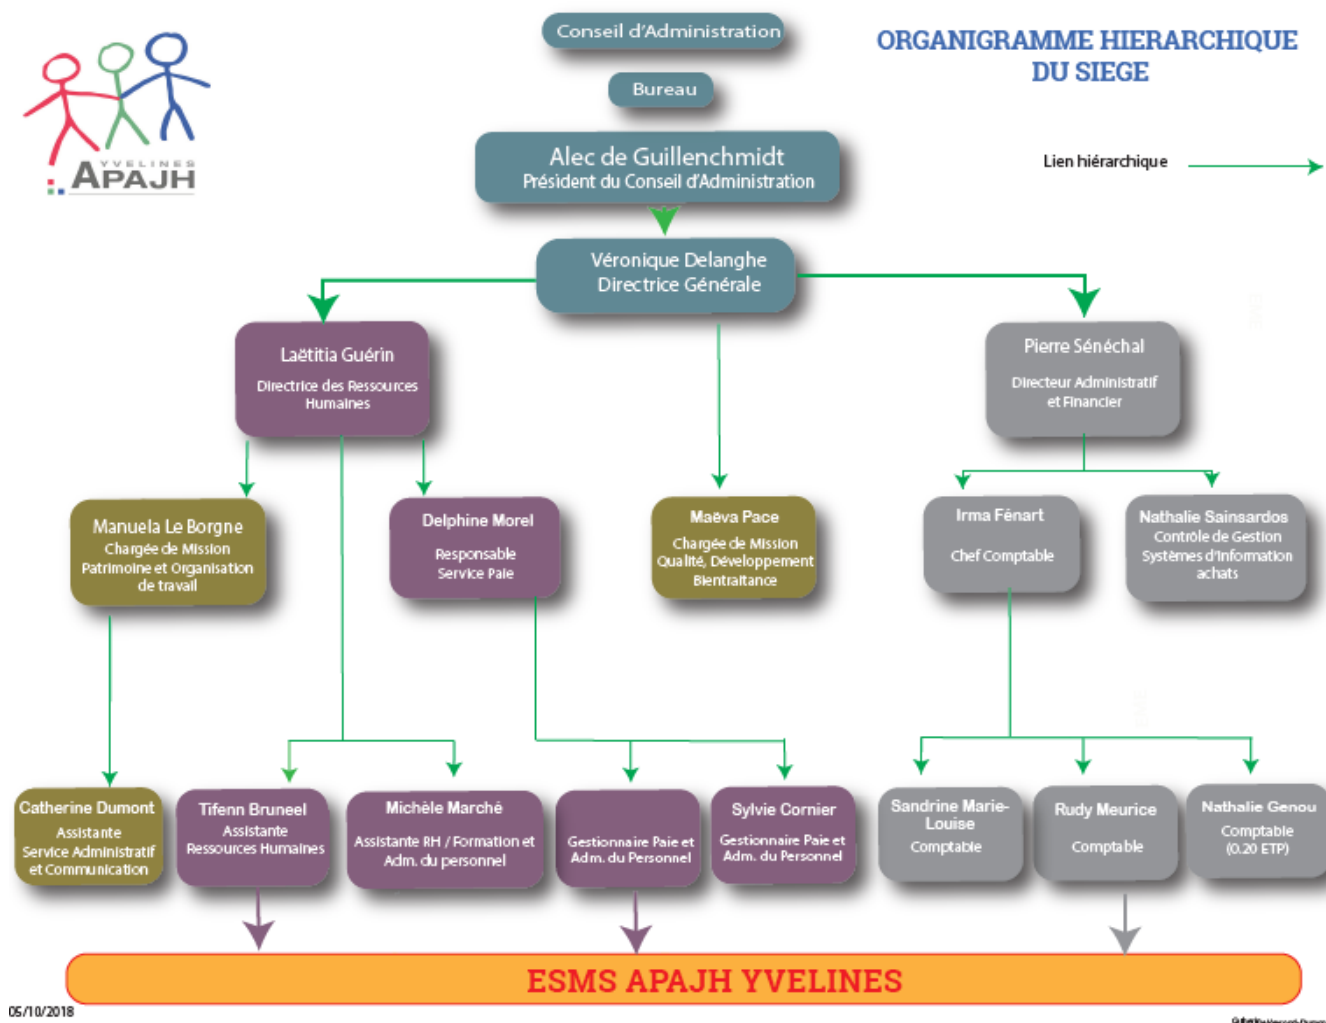 Conseil d'Administration
ORGANIGRAMME HIERARCHIQUE
DU SIEGE
Bureau
Alec de Guillenchmidt
Président du Conseil d'Administration
Lien hiérarchique
YVELINES
APAJH
Véronique Delanghe
Directrice Générale
Laëtitia Guérin
Directrice des Ressources
Humaines
Pierre Sénéchal
Directeur Administratif
et Financier
Manuela Le Borgne
Chargée de Mission
Patrimoine et Organisation
de travail
Delphine Morel
Responsable
Service Paie
Maëva Pace
Chargée de Mission
Qualité, Développement
Bientraitance
Irma Fénart
Chef Comptable
Nathalie Sainsardos
Contrôle de Gestion
Systèmes d'Information
achats
Catherine Dumont
Assistante
Service Administratif
et Communication
Tifenn Bruneel
Assistante
Ressources Humaines
Michèle Marché
Assistante RH / Formation et
Adm. du personnel
Gestionnaire Paie et
Adm. Du Personnel
Sylvie Cornier
Gestionnaire Paie et
Adm. Du Personnel
Sandrine Marie-
Louise
Comptable
Rudy Meurice
Comptable
Nathalie Genou
Comptable
(0.20 ETP)
ESMS APAJH YVELINES
05/10/2018